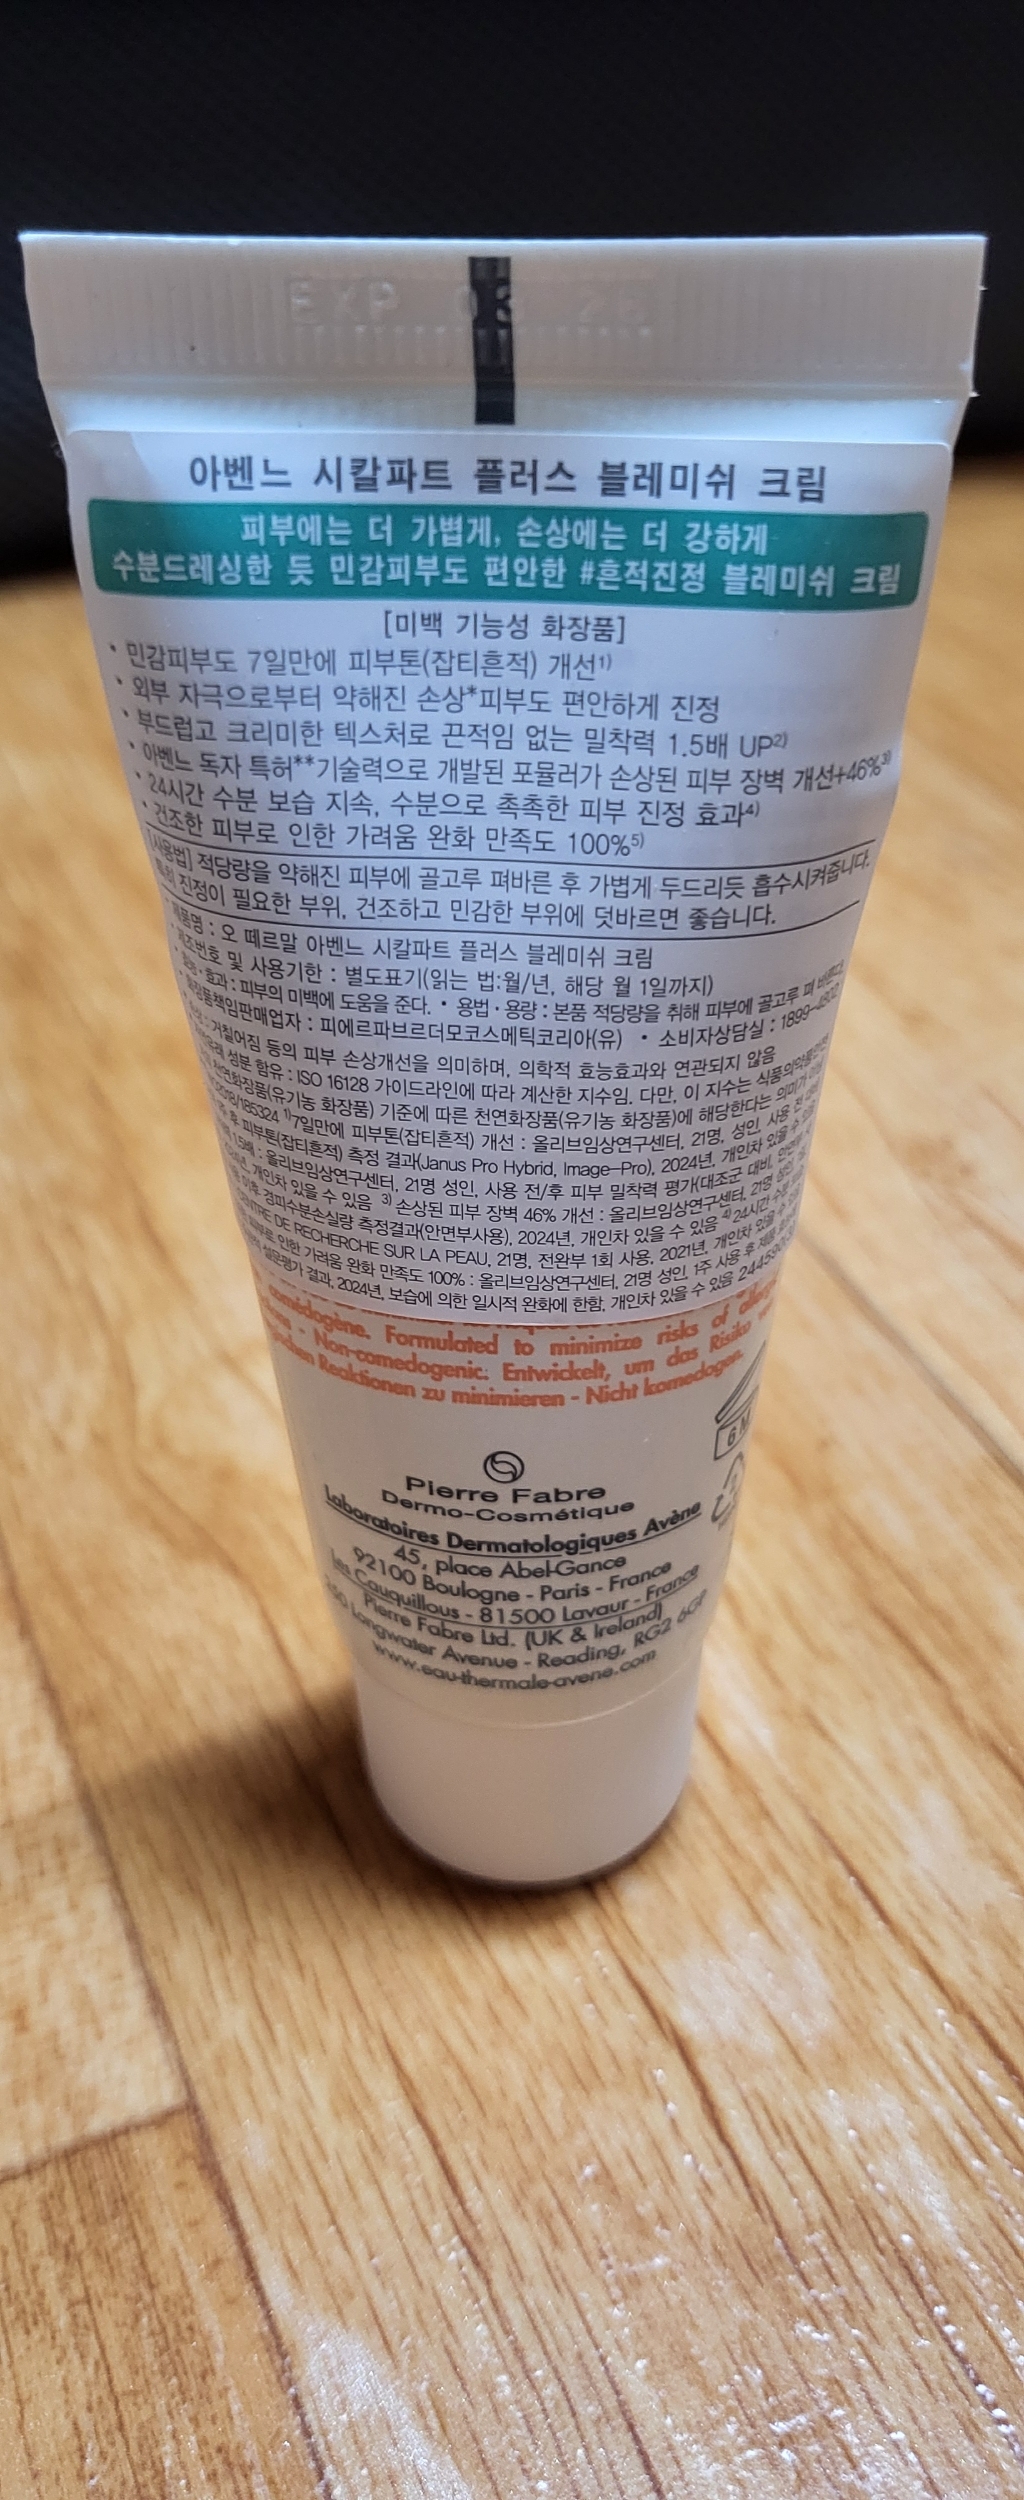 EXP 03 26
아벤느 시칼파트 플러스 블레미쉬 크림
피부에는 더 가볍게, 손상에는 더 강하게
수분드레싱한 듯 민감피부도 편안한 #흔적진정 블레미쉬 크림
[미백 기능성 화장품]
• 민감피부도 7일만에 피부톤(잡티흔적) 개선1)
• 외부 자극으로부터 약해진 손상*피부도 편안하게 진정
• 부드럽고 크리미한 텍스처로 끈적임 없는 밀착력 1.5배 UP2)
• 아벤느 독자 특허**기술력으로 개발된 포뮬러가 손상된 피부 장벽 개선+46%3)
• 24시간 수분 보습 지속, 수분으로 촉촉한 피부 진정 효과4)
• 건조한 피부로 인한 가려움 완화 만족도 100%5)
[사용법] 적당량을 약해진 피부에 골고루 펴바른 후 가볍게 두드리듯 흡수시켜줍니다.
특히 진정이 필요한 부위, 건조하고 민감한 부위에 덧바르면 좋습니다.
• 제품명 : 오 떼르말 아벤느 시칼파트 플러스 블레미쉬 크림
제조번호 및 사용기한 : 별도표기(읽는 법:월/년, 해당 월 1일까지)
효과 : 피부의 미백에 도움을 준다. • 용법·용량 : 본품 적당량을 취해 피부에 골고루 펴 바른다.
화장품책임판매업자 : 피에르파브르더모코스메틱코리아(유) • 소비자상담실 : 1899-4802
거칠어짐 등의 피부 손상개선을 의미하며, 의학적 효능효과와 연관되지 않음
성분 함유 : ISO 16128 가이드라인에 따라 계산한 지수임. 다만, 이 지수는 식품의약품안전
천연화장품(유기농 화장품) 기준에 따른 천연화장품(유기농 화장품)에 해당한다는 의미가
2018/185324 1)7일만에 피부톤(잡티흔적) 개선 : 올리브임상연구센터, 21명, 성인, 사용 전
후 피부톤(잡티흔적) 측정 결과(Janus Pro Hybrid, Image-Pro), 2024년, 개인차 있을 수
1.5배 : 올리브임상연구센터, 21명 성인, 사용 전/후 피부 밀착력 평가(대조군 대비,
개인차 있을 수 있음 3) 손상된 피부 장벽 46% 개선 : 올리브임상연구센터, 21명 성인,
이후 경피수분손실량 측정결과(안면부사용), 2024년, 개인차 있을 수 있음 4)24시간 수분
CENTRE DE RECHERCHE SUR LA PEAU, 21명, 전완부 1회 사용, 2021년, 개인차 있을 수
인한 가려움 완화 만족도 100% : 올리브임상연구센터, 21명 성인, 1주 사용 후 제품
설문평가 결과, 2024년, 보습에 의한 일시적 완화에 한함, 개인차 있을 수 있음
comédogène. Formulated to minimize risks of
- Non-comedogenic. Entwickelt, um das Risiko
Reaktionen zu minimieren - Nicht komedogen.
6 M
Pierre Fabre
Dermo-Cosmétique
Laboratoires Dermatologiques Avène
45, place Abel-Gance
92100 Boulogne - Paris - France
Les Cauquillous - 81500 Lavaur - France
Pierre Fabre Ltd. (UK & Ireland)
Longwater Avenue - Reading, RG2 6GP
www.eau-thermale-avene.com